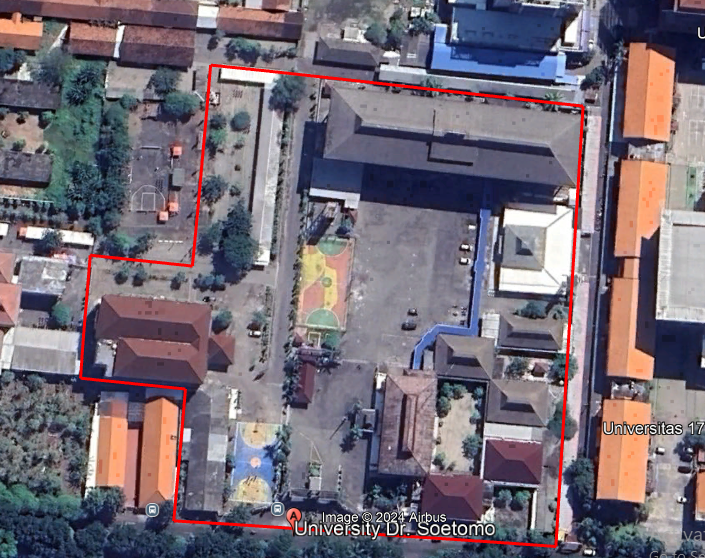 U
Universitas 17
A
Image © 2024 Airbus
University Dr. Soetomo